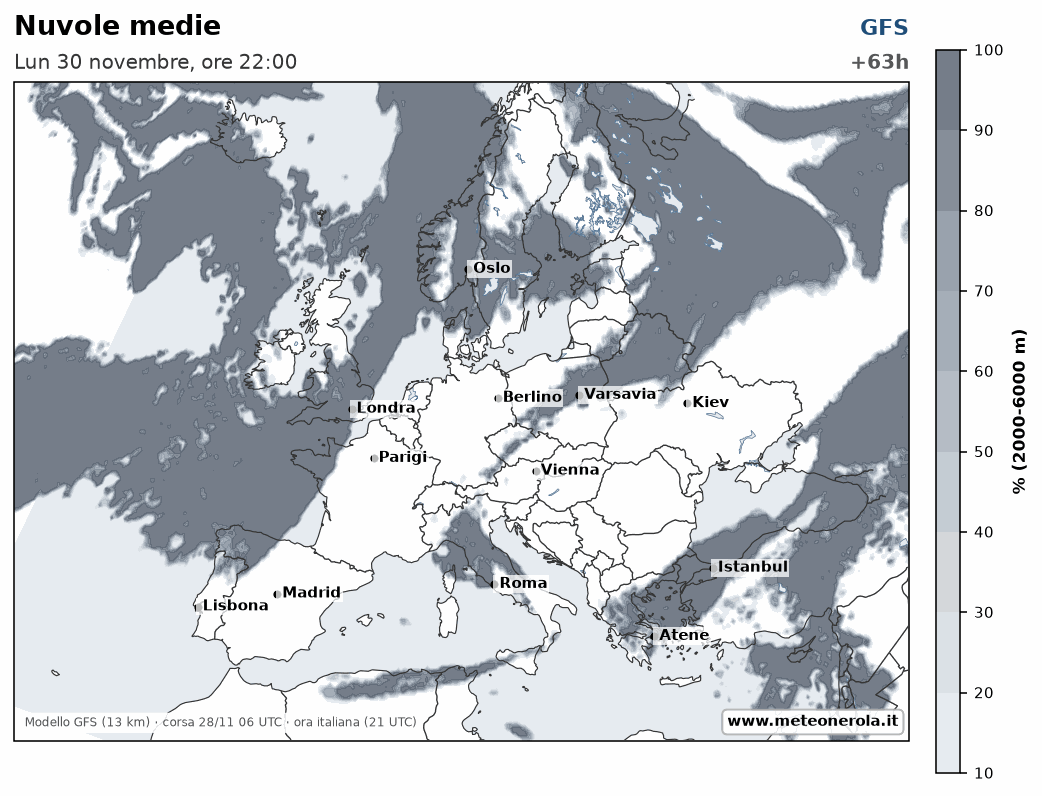 Nuvole medie
GFS
Lun 30 novembre, ore 22:00
+63h
100
90
80
70
60
50
40
30
20
10
% (2000-6000 m)
Oslo
Londra
Berlino
Varsavia
Kiev
Parigi
Vienna
Istanbul
Roma
Madrid
Lisbona
Atene
Modello GFS (13 km) · corsa 28/11 06 UTC · ora italiana (21 UTC)
www.meteonerola.it